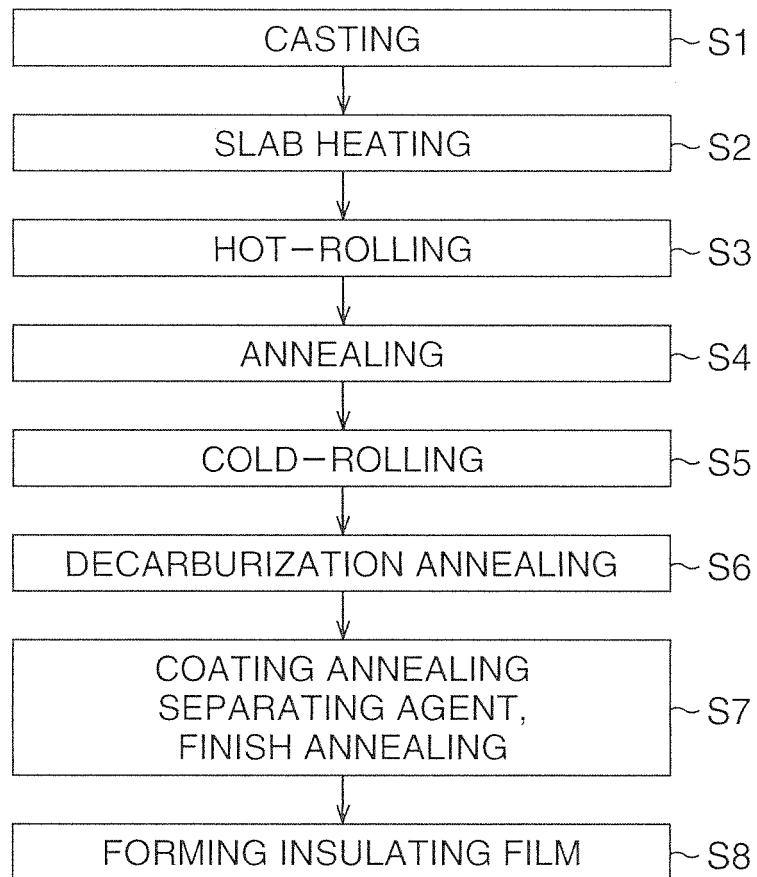 CASTING S1
SLAB HEATING S2
HOT-ROLLING S3
ANNEALING S4
COLD-ROLLING S5
DECARBURIZATION ANNEALING S6
COATING ANNEALING
SEPARATING AGENT, S7
FINISH ANNEALING
FORMING INSULATING FILM S8